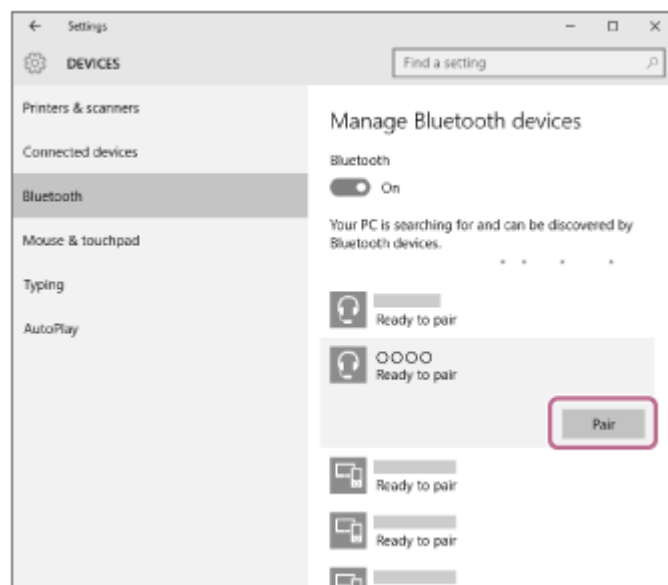 Settings
DEVICES
Find a setting
Printers & scanners
Connected devices
Bluetooth
Mouse & touchpad
Typing
AutoPlay
Manage Bluetooth devices
Bluetooth
On
Your PC is searching for and can be discovered by
Bluetooth devices.
Ready to pair
○○○○
Ready to pair
Pair
Ready to pair
Ready to pair